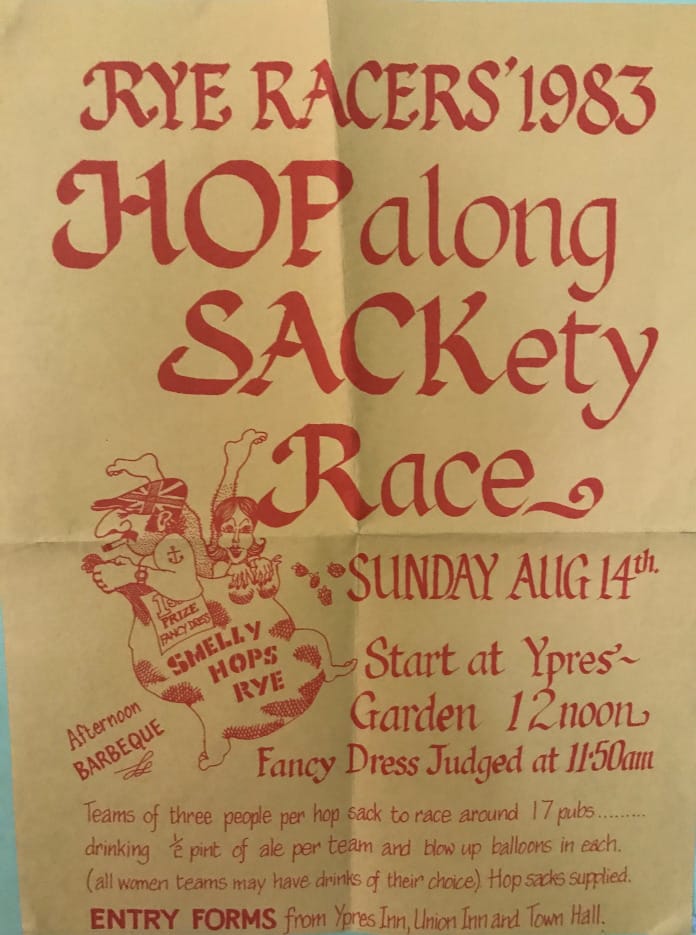 RYE RACERS' 1983
HOP along
SACKety
Race
SUNDAY AUG 14th.
1st
PRIZE
FANCY DRESS
SMELLY
HOPS
RYE
Start at Ypres~
Garden 12 noon
Afternoon
BARBEQUE
Fancy Dress Judged at 11·50am
Teams of three people per hop sack to race around 17 pubs.........
drinking ½ pint of ale per team and blow up balloons in each.
(all women teams may have drinks of their choice). Hop sacks supplied.
ENTRY FORMS from Ypres Inn, Union Inn and Town Hall.